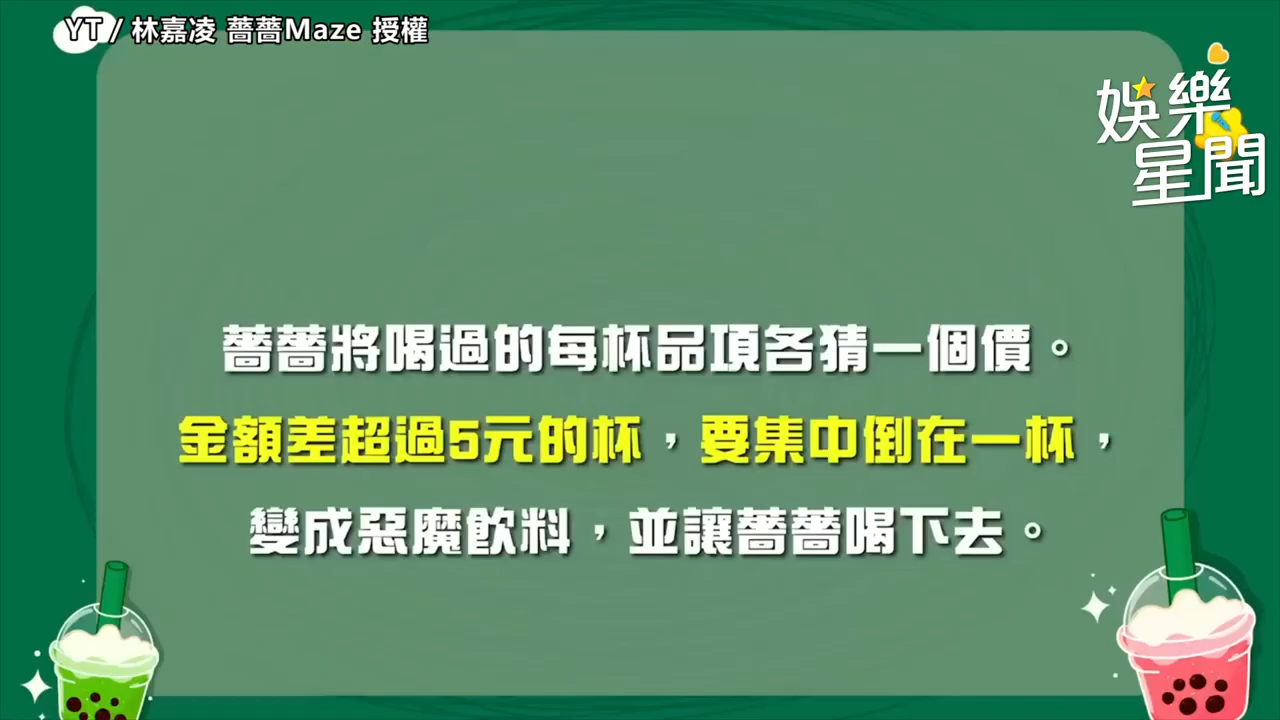 YT / 林嘉凌 薔薔Maze 授權
娛樂
星聞
薔薔將喝過的每杯品項各猜一個價。
金額差超過5元的杯，要集中倒在一杯，
變成惡魔飲料，並讓薔薔喝下去。